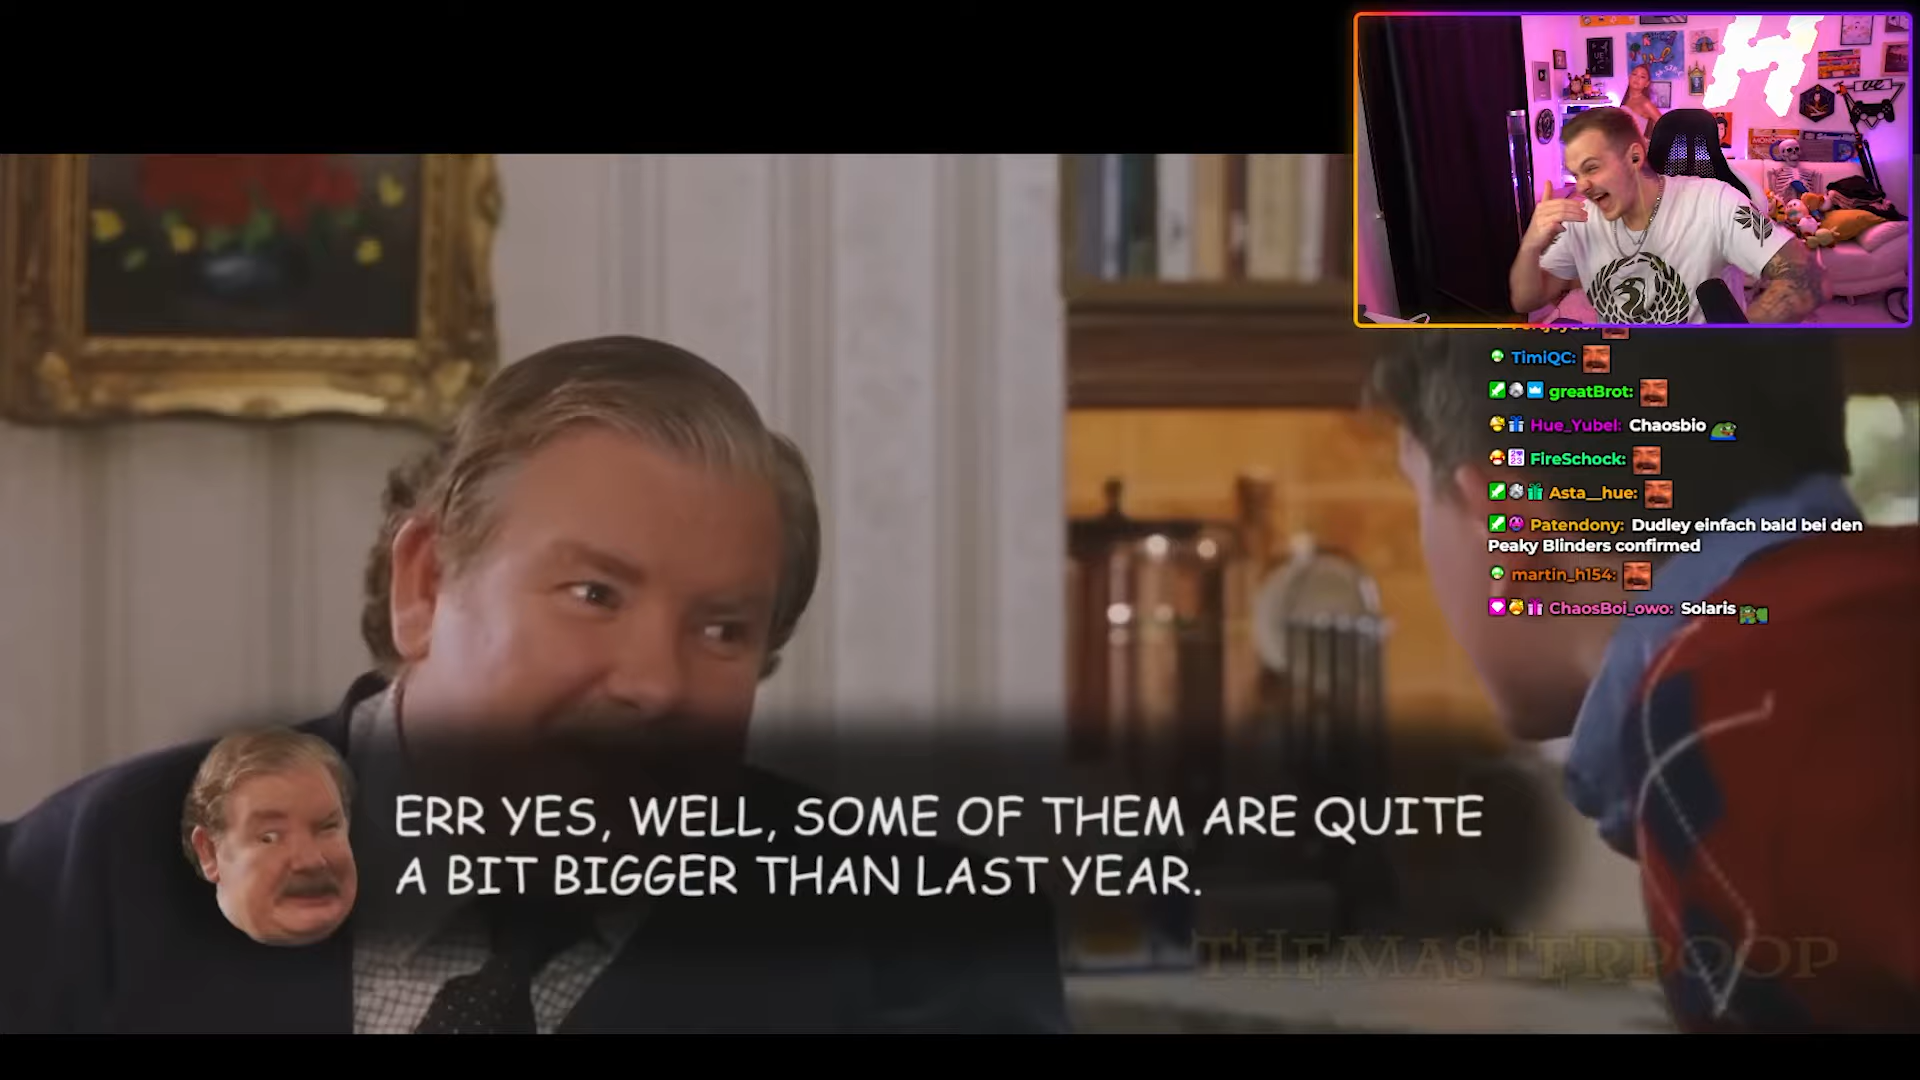 TimiQC:
greatBrot:
Hue_Yubel: Chaosbio
FireSchock:
Asta__hue:
Patendony: Dudley einfach bald bei den
Peaky Blinders confirmed
martin_h154:
ChaosBoi_owo: Solaris
ERR YES, WELL, SOME OF THEM ARE QUITE
A BIT BIGGER THAN LAST YEAR.
THEMASTERPOOP